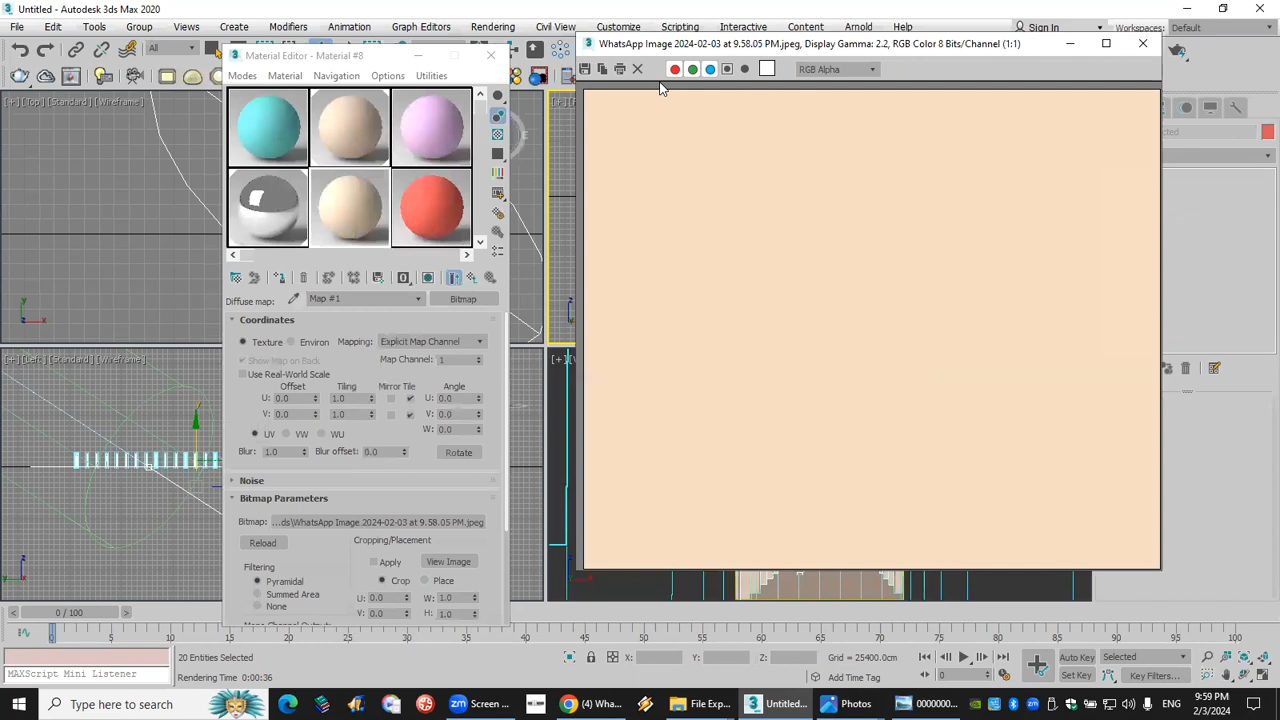 Untitled - Autodesk 3ds Max 2020
File Edit Tools Group Views Create Modifiers Animation Graph Editors Rendering Civil View Customize Scripting Interactive Content Arnold Help
Sign In Workspaces: Default
All
WhatsApp Image 2024-02-03 at 9.58.05 PM.jpeg, Display Gamma: 2.2, RGB Color 8 Bits/Channel (1:1)
RGB Alpha
Material Editor - Material #8
Modes Material Navigation Options Utilities
[+] [Top] [Standard] [Wireframe]
[+] [Left] [Standard] [Wireframe]
Diffuse map: Map #1 Bitmap
Coordinates
Texture Environ Mapping: Explicit Map Channel
Show Map on Back Map Channel: 1
Use Real-World Scale
Offset Tiling Mirror Tile Angle
U: 0.0 1.0 U: 0.0
V: 0.0 1.0 V: 0.0
W: 0.0
UV VW WU
Blur: 1.0 Blur offset: 0.0 Rotate
Noise
Bitmap Parameters
Bitmap: ...ds\WhatsApp Image 2024-02-03 at 9.58.05 PM.jpeg
Reload Cropping/Placement
Apply View Image
Filtering
Pyramidal Crop Place
Summed Area U: 0.0 W: 1.0
None V: 0.0 H: 1.0
0 / 100
0 5 10 15 20 25 30 35 40 45 50 55 60 65 70 75 80 85 90 95 100
20 Entities Selected X: Y: Z: Grid = 25400.0cm Auto Key Selected
MAXScript Mini Listener Rendering Time 0:00:36 Add Time Tag 0 Set Key Key Filters...
Type here to search Screen ... (4) Wha... File Exp... Untitled... Photos 0000000...
9:59 PM
2/3/2024